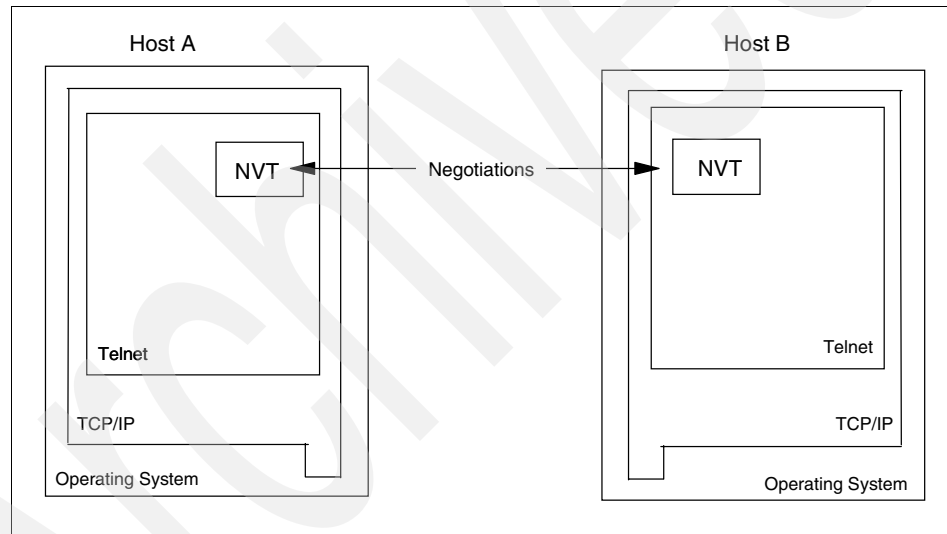 Host A
Host B
NVT
Negotiations
NVT
Telnet
Telnet
TCP/IP
TCP/IP
Operating System
Operating System